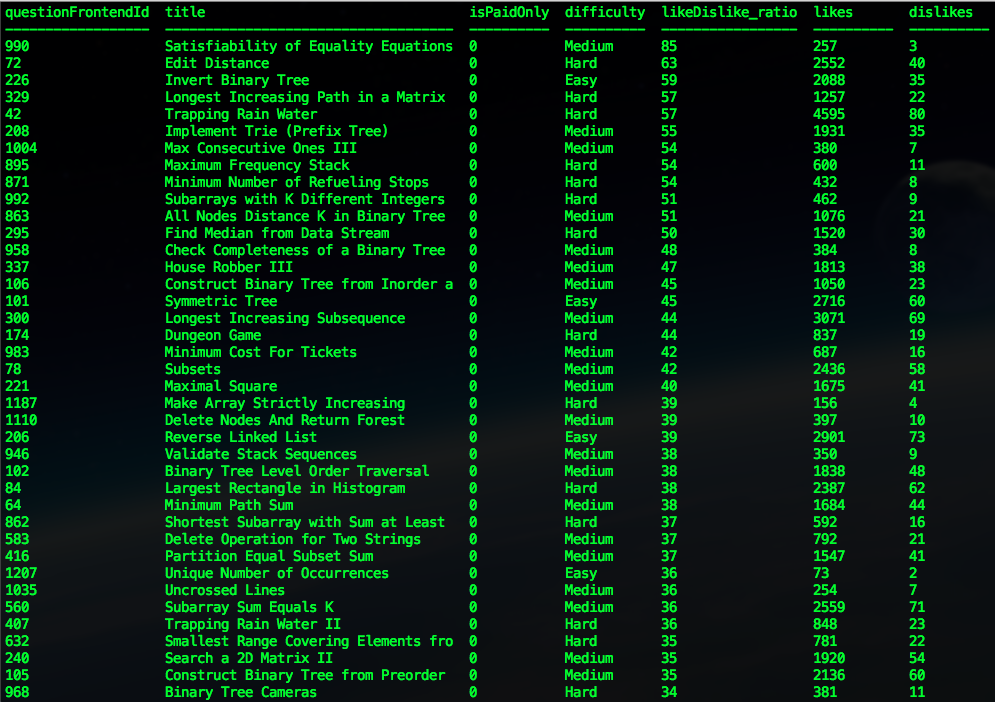 questionFrontendId title isPaidOnly difficulty likeDislike_ratio likes dislikes
------------------ ------------------------------------ ---------- ---------- ----------------- ---------- ----------
990 Satisfiability of Equality Equations 0 Medium 85 257 3
72 Edit Distance 0 Hard 63 2552 40
226 Invert Binary Tree 0 Easy 59 2088 35
329 Longest Increasing Path in a Matrix 0 Hard 57 1257 22
42 Trapping Rain Water 0 Hard 57 4595 80
208 Implement Trie (Prefix Tree) 0 Medium 55 1931 35
1004 Max Consecutive Ones III 0 Medium 54 380 7
895 Maximum Frequency Stack 0 Hard 54 600 11
871 Minimum Number of Refueling Stops 0 Hard 54 432 8
992 Subarrays with K Different Integers 0 Hard 51 462 9
863 All Nodes Distance K in Binary Tree 0 Medium 51 1076 21
295 Find Median from Data Stream 0 Hard 50 1520 30
958 Check Completeness of a Binary Tree 0 Medium 48 384 8
337 House Robber III 0 Medium 47 1813 38
106 Construct Binary Tree from Inorder a 0 Medium 45 1050 23
101 Symmetric Tree 0 Easy 45 2716 60
300 Longest Increasing Subsequence 0 Medium 44 3071 69
174 Dungeon Game 0 Hard 44 837 19
983 Minimum Cost For Tickets 0 Medium 42 687 16
78 Subsets 0 Medium 42 2436 58
221 Maximal Square 0 Medium 40 1675 41
1187 Make Array Strictly Increasing 0 Hard 39 156 4
1110 Delete Nodes And Return Forest 0 Medium 39 397 10
206 Reverse Linked List 0 Easy 39 2901 73
946 Validate Stack Sequences 0 Medium 38 350 9
102 Binary Tree Level Order Traversal 0 Medium 38 1838 48
84 Largest Rectangle in Histogram 0 Hard 38 2387 62
64 Minimum Path Sum 0 Medium 38 1684 44
862 Shortest Subarray with Sum at Least 0 Hard 37 592 16
583 Delete Operation for Two Strings 0 Medium 37 792 21
416 Partition Equal Subset Sum 0 Medium 37 1547 41
1207 Unique Number of Occurrences 0 Easy 36 73 2
1035 Uncrossed Lines 0 Medium 36 254 7
560 Subarray Sum Equals K 0 Medium 36 2559 71
407 Trapping Rain Water II 0 Hard 36 848 23
632 Smallest Range Covering Elements fro 0 Hard 35 781 22
240 Search a 2D Matrix II 0 Medium 35 1920 54
105 Construct Binary Tree from Preorder 0 Medium 35 2136 60
968 Binary Tree Cameras 0 Hard 34 381 11